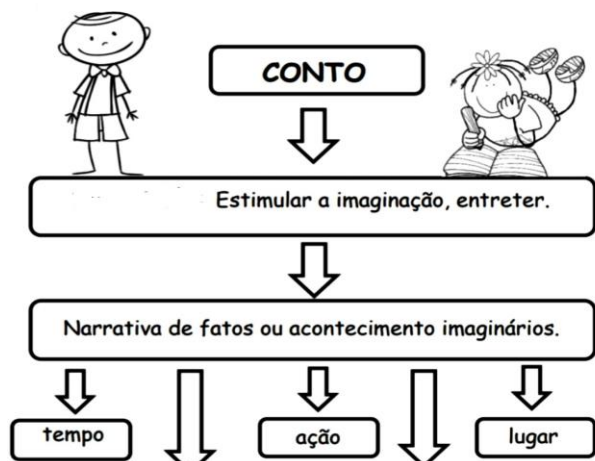 CONTO
Estimular a imaginação, entreter.
Narrativa de fatos ou acontecimento imaginários.
tempo
ação
lugar